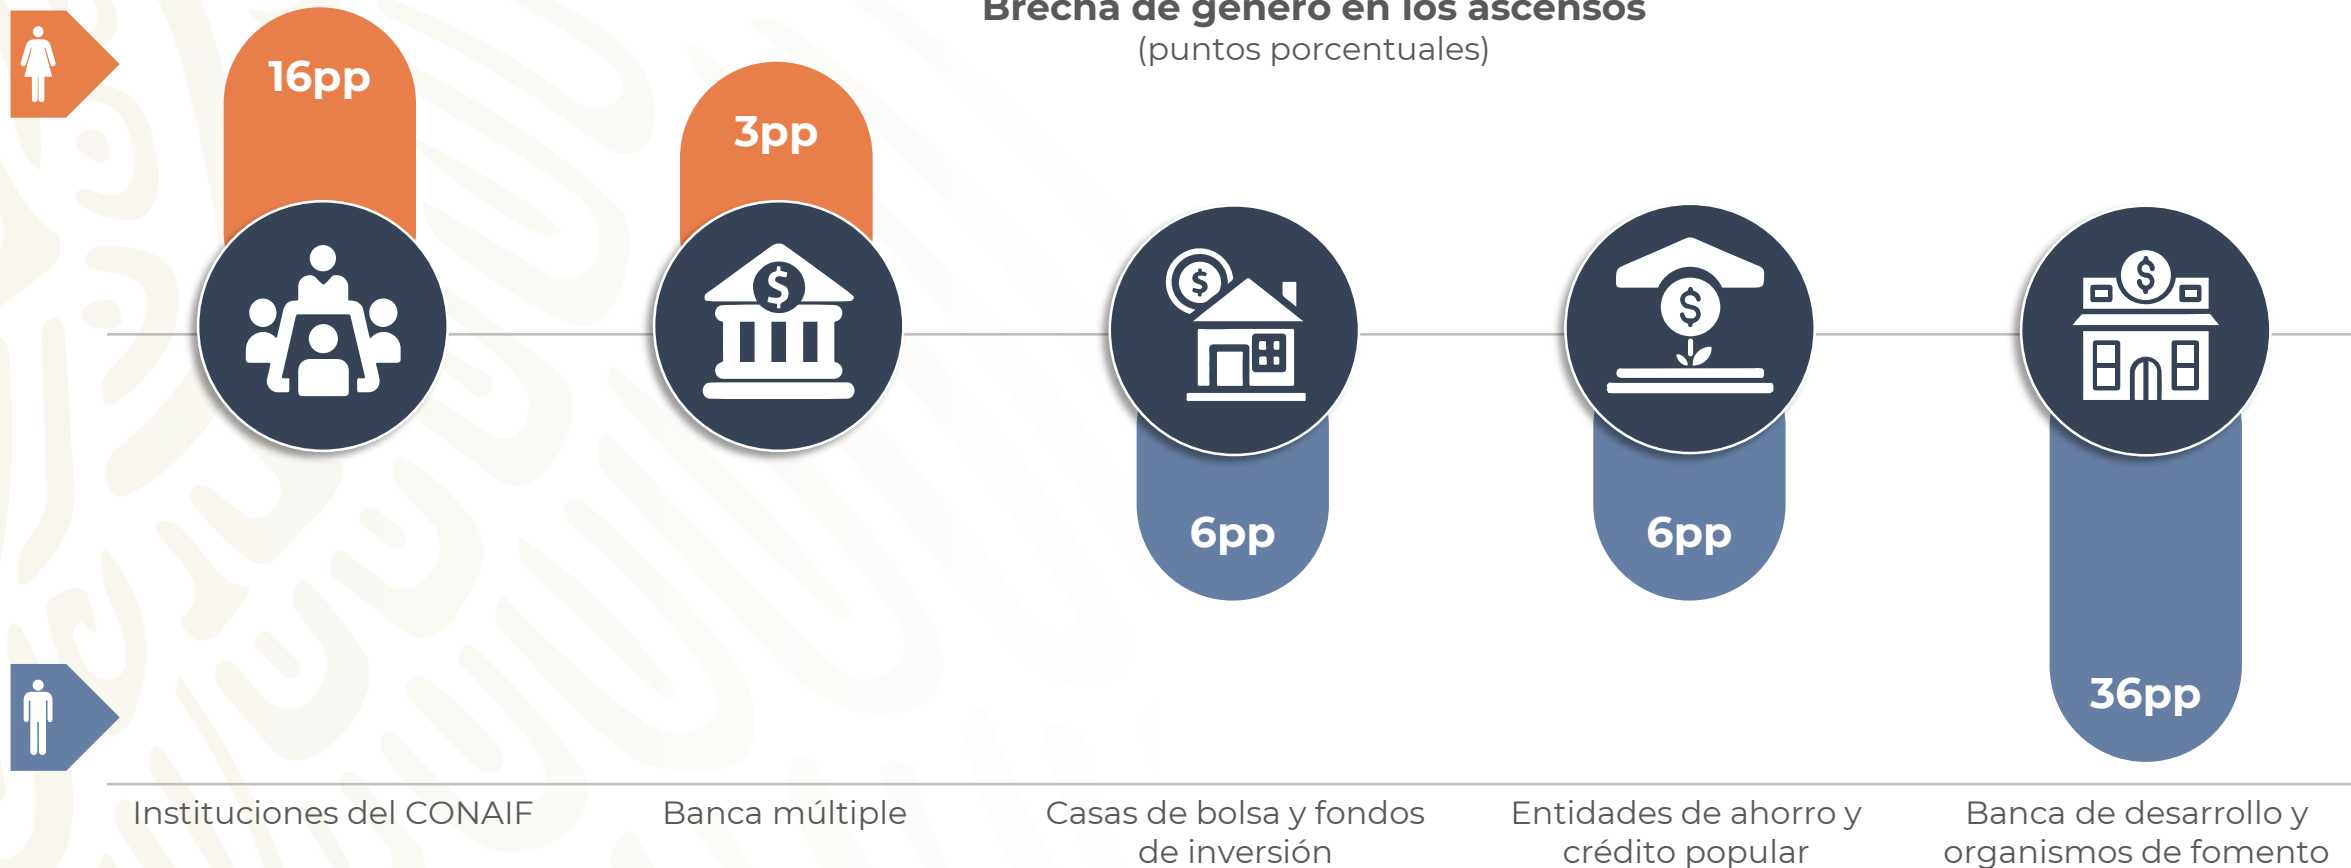 Brecha de género en los ascensos
(puntos porcentuales)
16pp
3pp
6pp
6pp
36pp
Instituciones del CONAIF
Banca múltiple
Casas de bolsa y fondos
de inversión
Entidades de ahorro y
crédito popular
Banca de desarrollo y
organismos de fomento